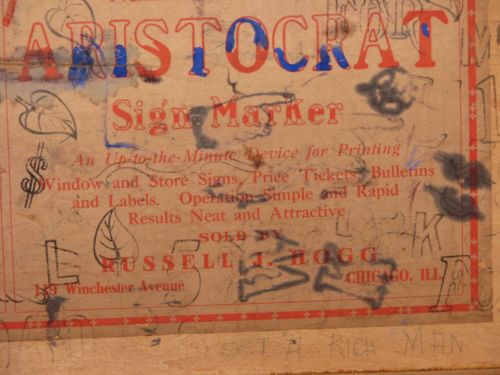 ARISTOCRAT
Sign Marker
An Up-to-the-Minute Device for Printing
Window and Store Signs, Price Tickets, Bulletins
and Labels. Operation Simple and Rapid
Results Neat and Attractive
SOLD BY
RUSSELL J. HOGG
119 Winchester Avenue
CHICAGO, ILL.
$
A RICH MAN